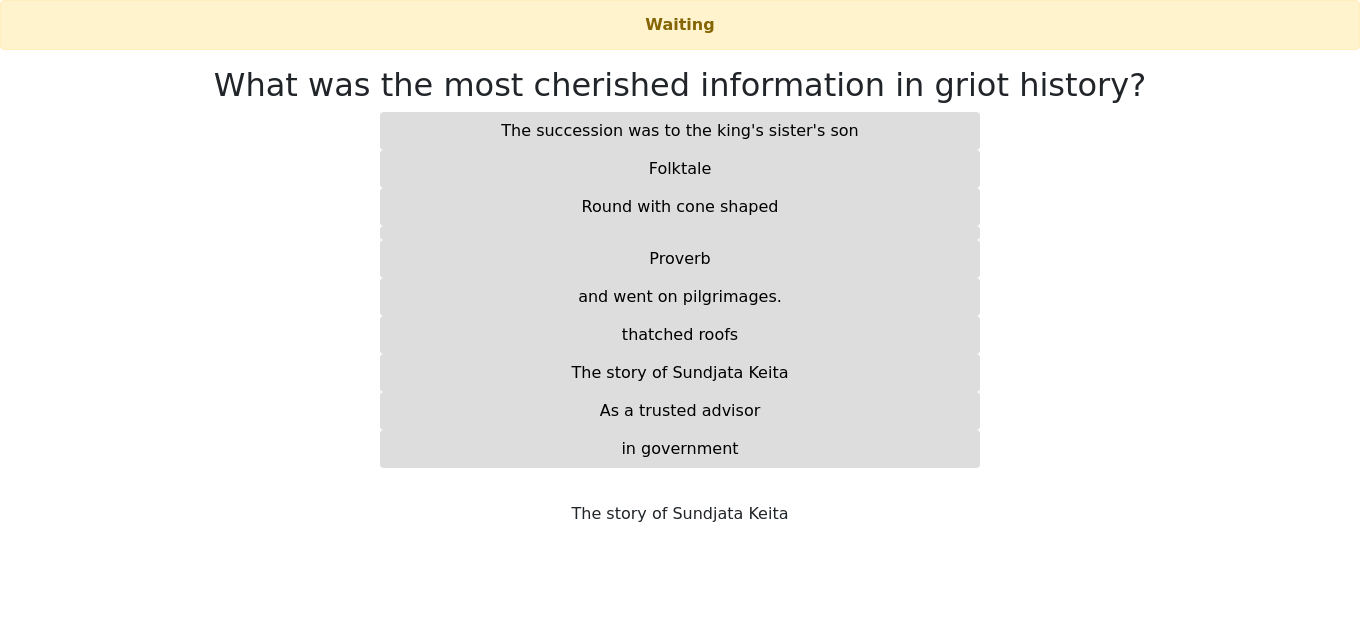 Waiting
What was the most cherished information in griot history?
The succession was to the king's sister's son
Folktale
Round with cone shaped
Proverb
and went on pilgrimages.
thatched roofs
The story of Sundjata Keita
As a trusted advisor
in government
The story of Sundjata Keita